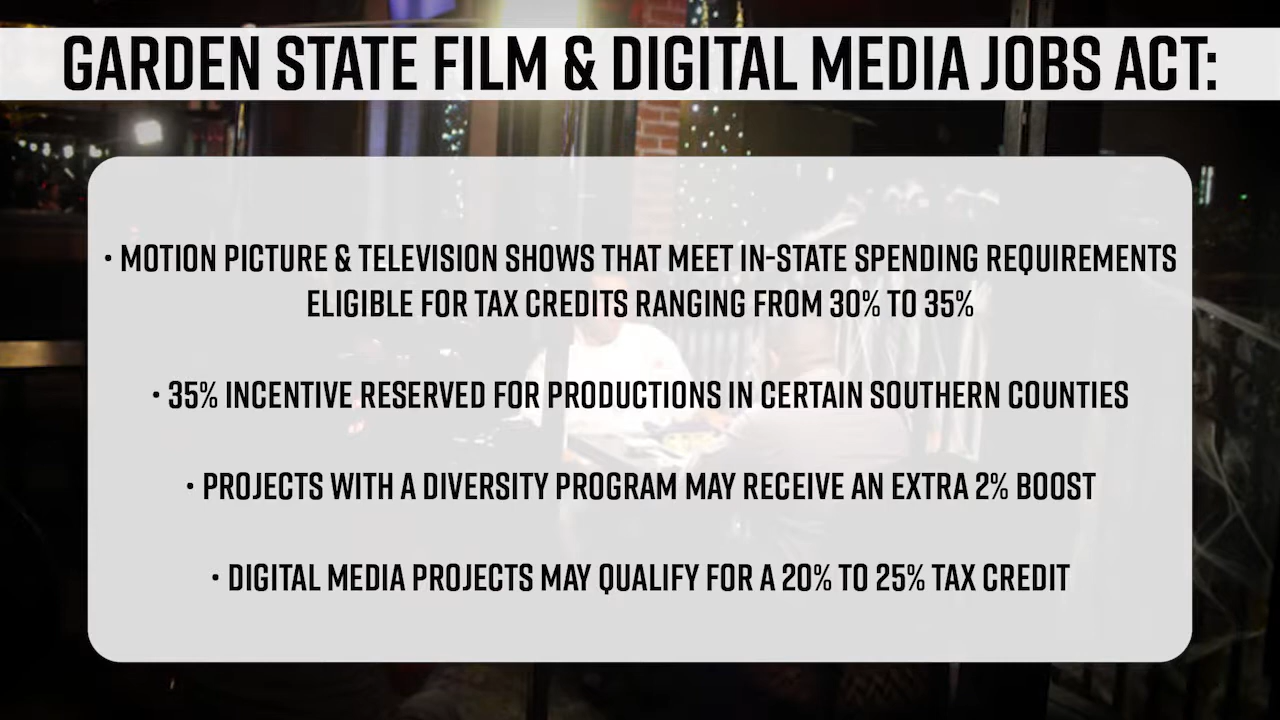 GARDEN STATE FILM & DIGITAL MEDIA JOBS ACT:
• MOTION PICTURE & TELEVISION SHOWS THAT MEET IN-STATE SPENDING REQUIREMENTS
ELIGIBLE FOR TAX CREDITS RANGING FROM 30% TO 35%
• 35% INCENTIVE RESERVED FOR PRODUCTIONS IN CERTAIN SOUTHERN COUNTIES
• PROJECTS WITH A DIVERSITY PROGRAM MAY RECEIVE AN EXTRA 2% BOOST
• DIGITAL MEDIA PROJECTS MAY QUALIFY FOR A 20% TO 25% TAX CREDIT